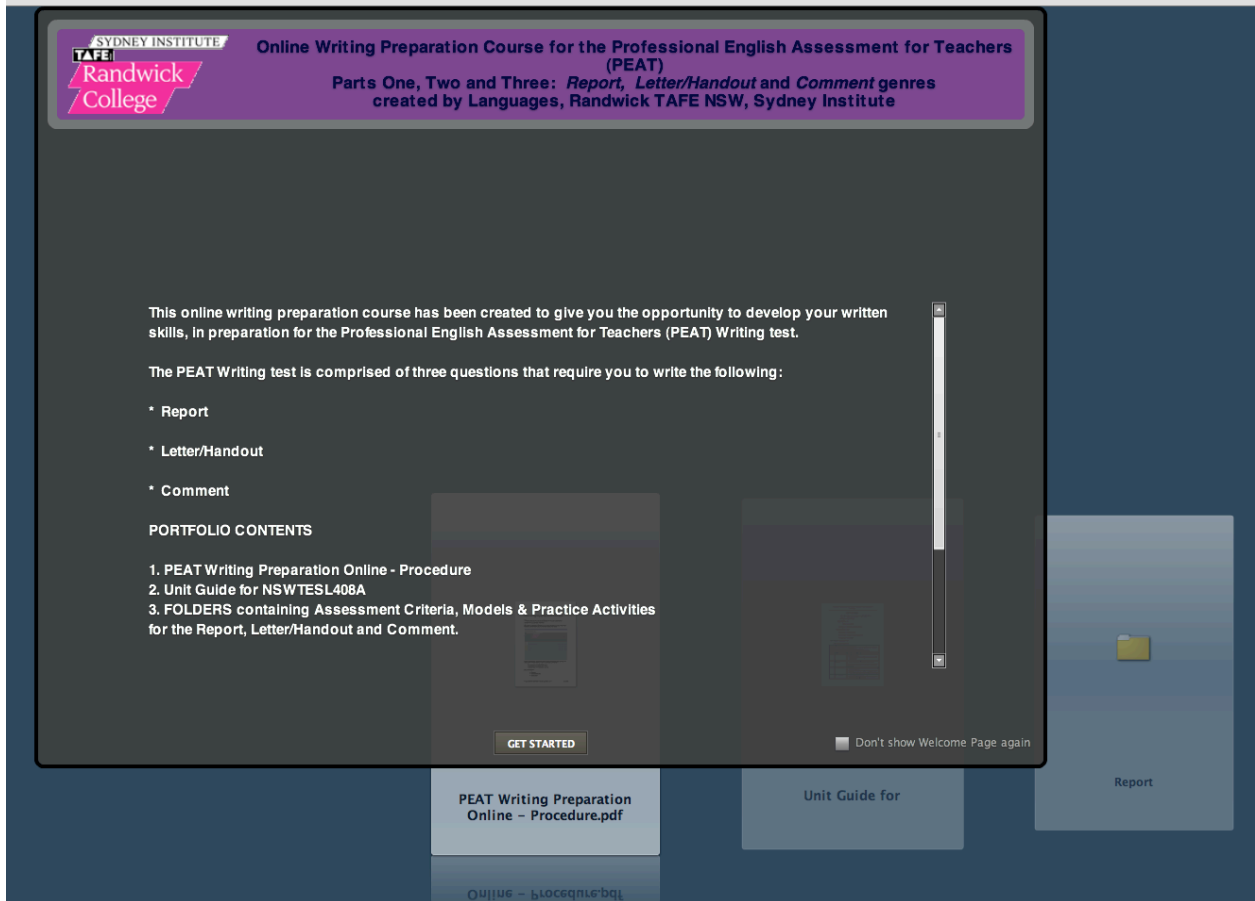 SYDNEY INSTITUTE
TAFE
Randwick
College
Online Writing Preparation Course for the Professional English Assessment for Teachers
(PEAT)
Parts One, Two and Three: Report, Letter/Handout and Comment genres
created by Languages, Randwick TAFE NSW, Sydney Institute
This online writing preparation course has been created to give you the opportunity to develop your written
skills, in preparation for the Professional English Assessment for Teachers (PEAT) Writing test.
The PEAT Writing test is comprised of three questions that require you to write the following:
* Report
* Letter/Handout
* Comment
PORTFOLIO CONTENTS
1. PEAT Writing Preparation Online - Procedure
2. Unit Guide for NSWTESL408A
3. FOLDERS containing Assessment Criteria, Models & Practice Activities
for the Report, Letter/Handout and Comment.
GET STARTED
Don't show Welcome Page again
PEAT Writing Preparation
Online – Procedure.pdf
Unit Guide for
Report
Online – Procedure.pdf